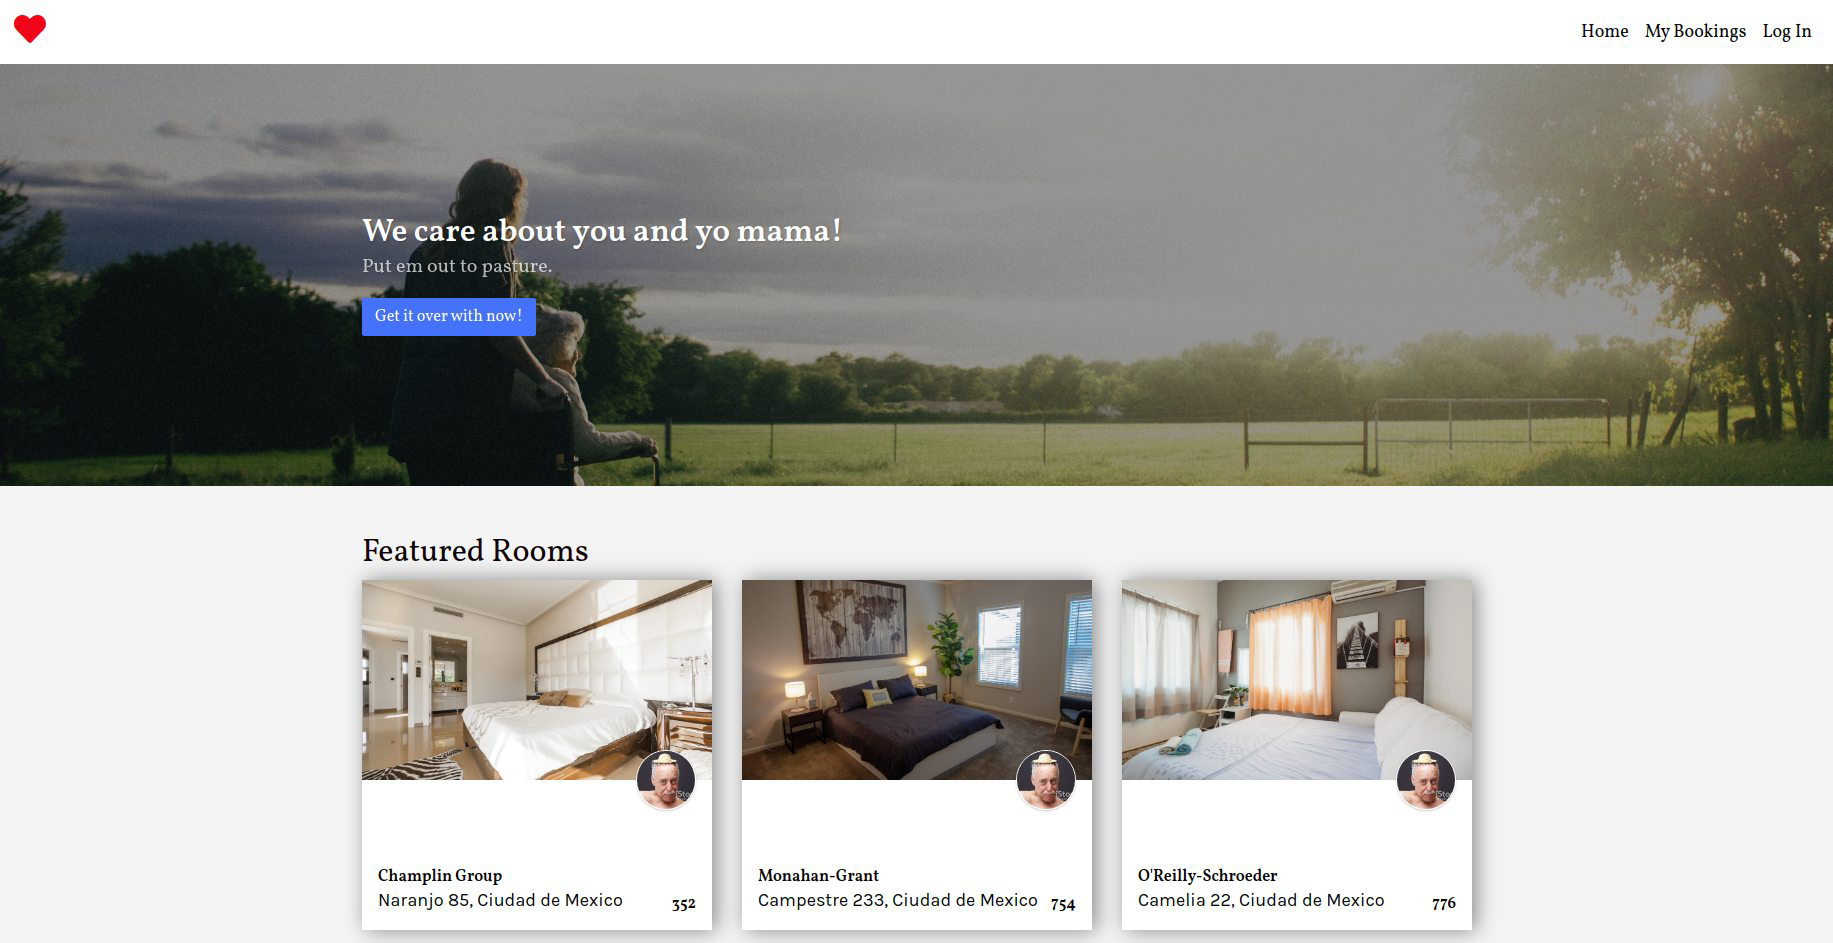 Home My Bookings Log In
We care about you and yo mama!
Put em out to pasture.
Get it over with now!
Featured Rooms
Champlin Group
Naranjo 85, Ciudad de Mexico 352
Monahan-Grant
Campestre 233, Ciudad de Mexico 754
O'Reilly-Schroeder
Camelia 22, Ciudad de Mexico 776